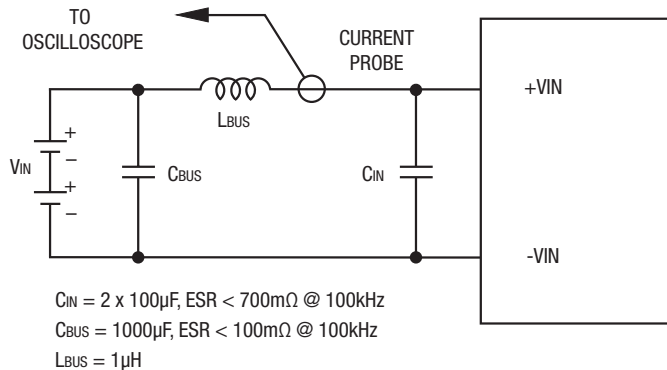 TO
OSCILLOSCOPE
CURRENT
PROBE
+VIN
LBUS
+
VIN
−
+
−
CBUS
CIN
-VIN
CIN = 2 x 100µF, ESR < 700mΩ @ 100kHz
CBUS = 1000µF, ESR < 100mΩ @ 100kHz
LBUS = 1µH